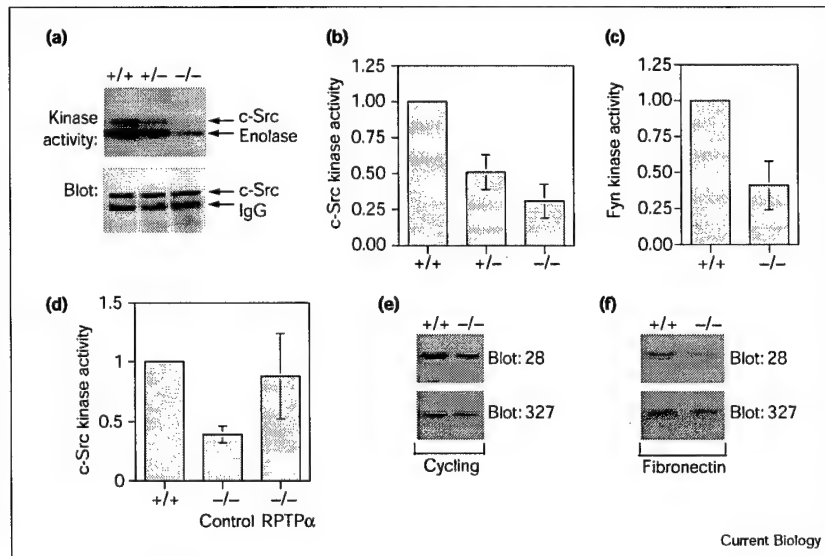 (a)
+/+ +/– –/–
Kinase activity:
c-Src
Enolase
Blot:
c-Src
IgG
(b)
c-Src kinase activity
1.25
1.00
0.75
0.50
0.25
0.00
+/+ +/– –/–
(c)
Fyn kinase activity
1.25
1.00
0.75
0.50
0.25
0.00
+/+ –/–
(d)
c-Src kinase activity
1.5
1
0.5
0
+/+ –/– –/–
Control RPTPα
(e)
+/+ –/–
Blot: 28
Blot: 327
Cycling
(f)
+/+ –/–
Blot: 28
Blot: 327
Fibronectin
Current Biology